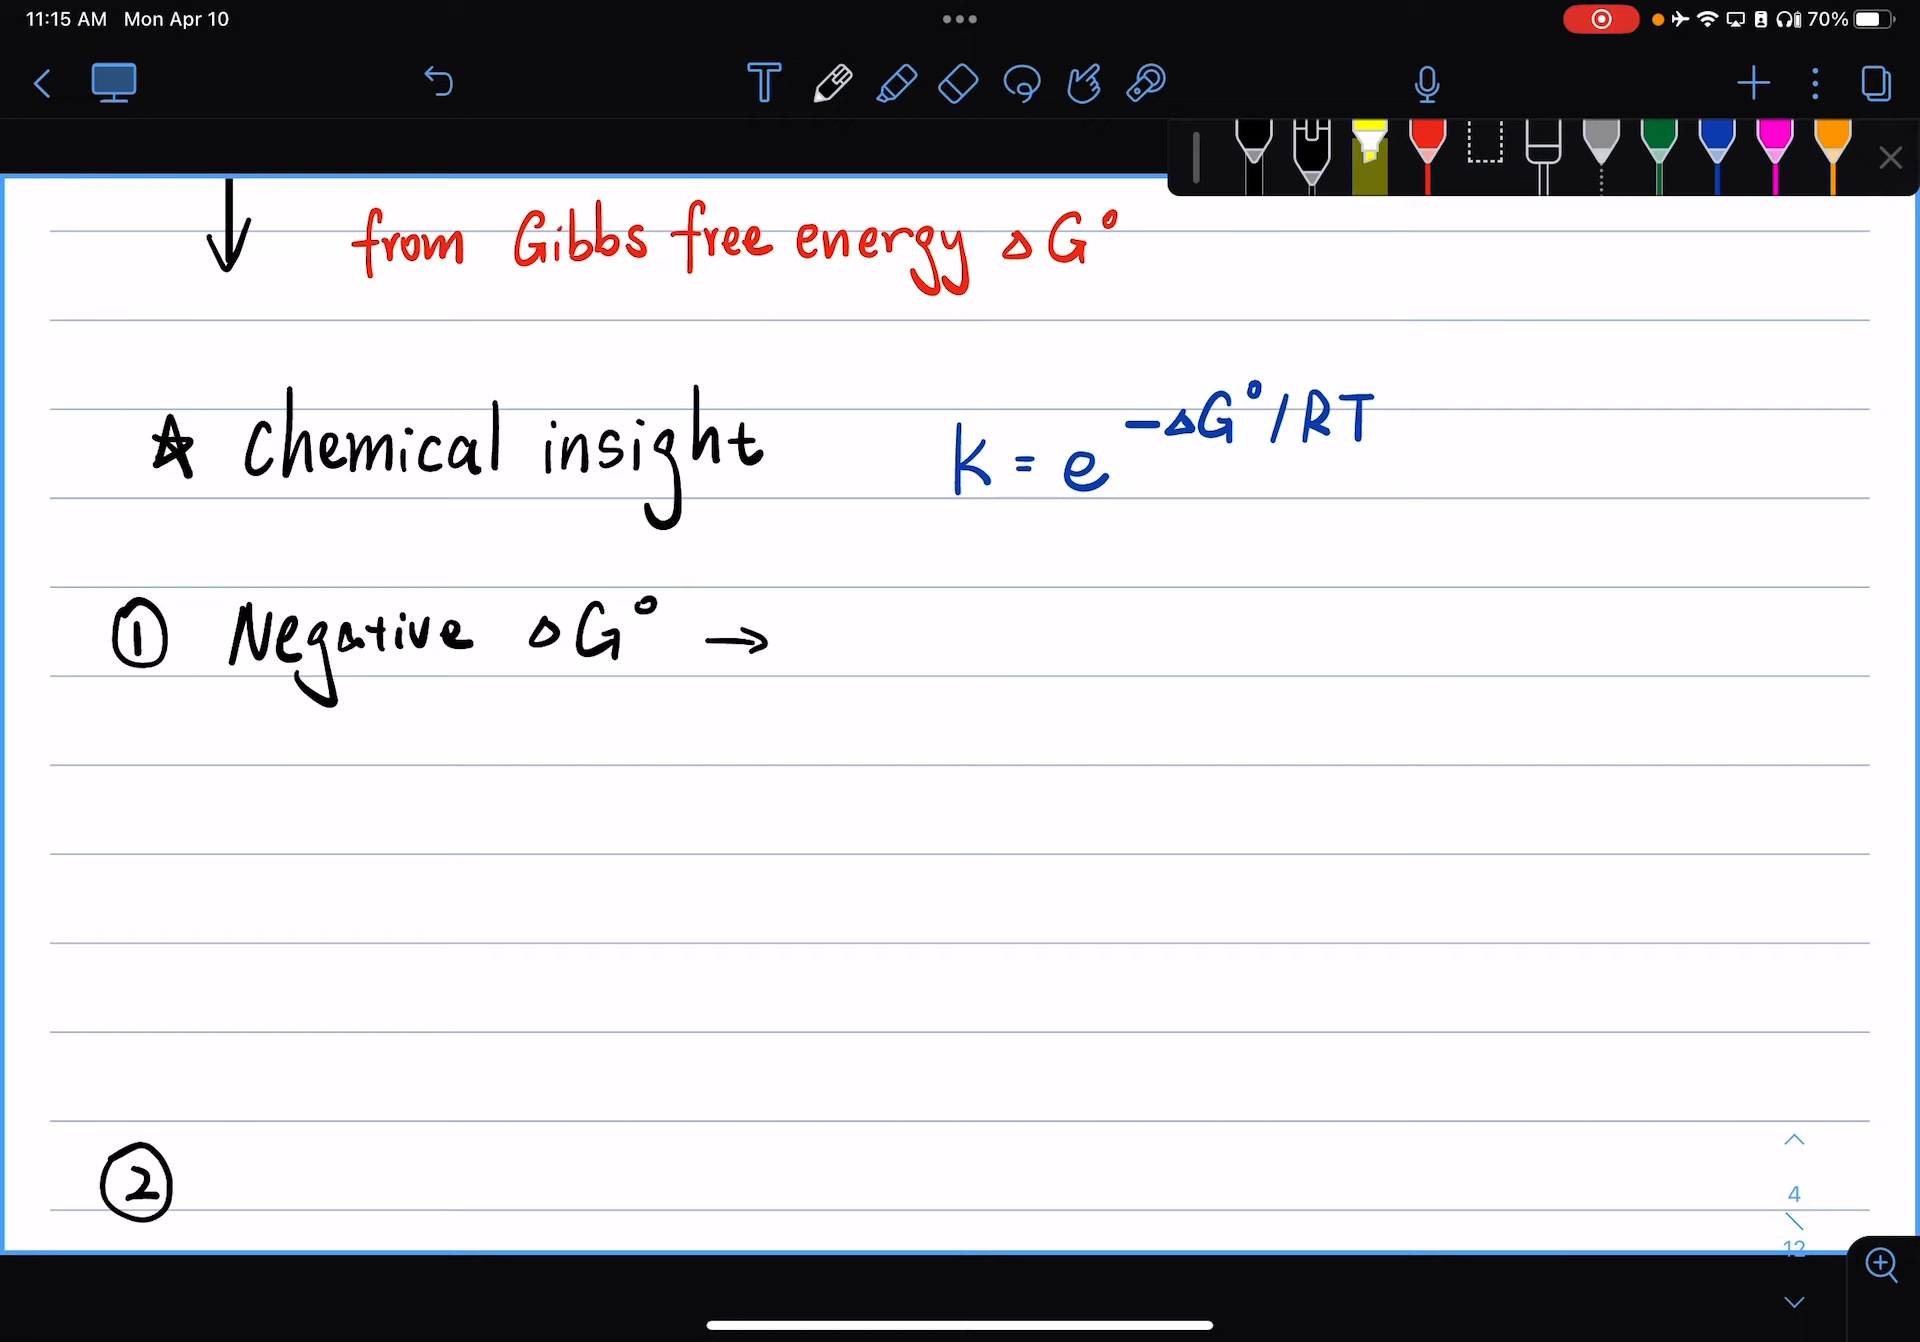 11:15 AM Mon Apr 10
70%
from Gibbs free energy ΔG°
☆ Chemical insight K = e^{-ΔG°/RT}
① Negative ΔG° →
②
4
12